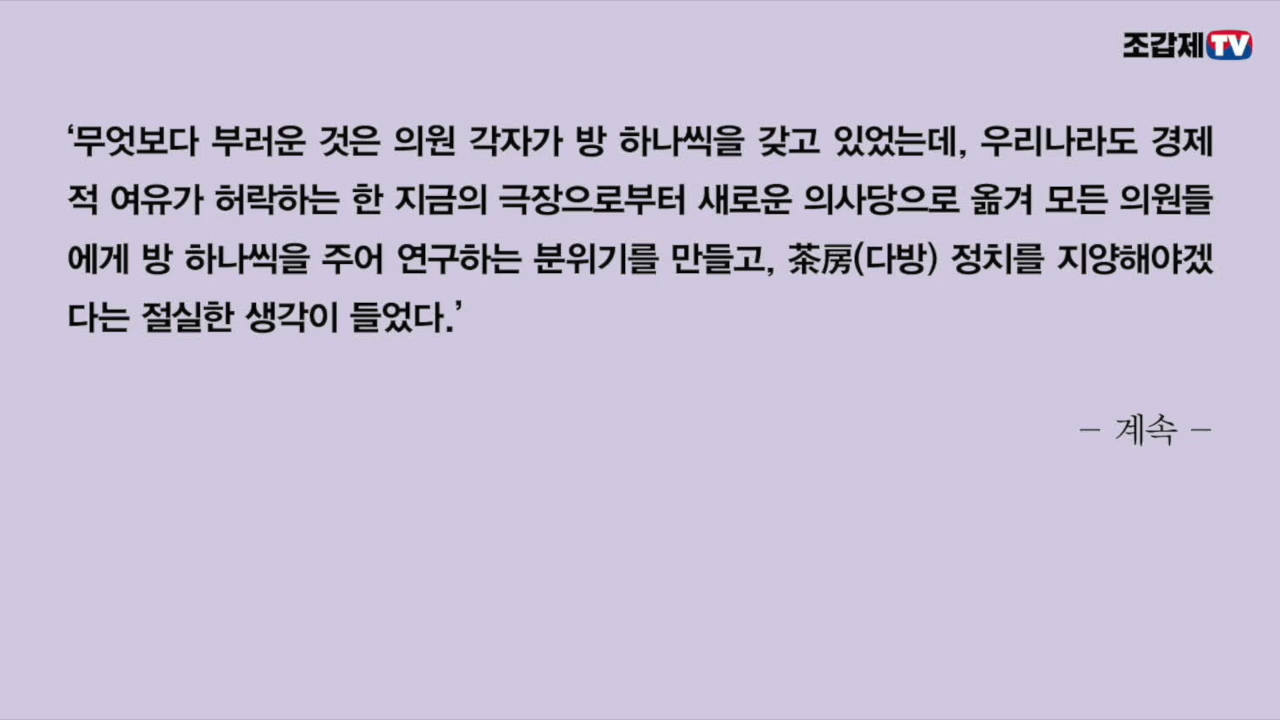 조갑제TV
‘무엇보다 부러운 것은 의원 각자가 방 하나씩을 갖고 있었는데, 우리나라도 경제
적 여유가 허락하는 한 지금의 극장으로부터 새로운 의사당으로 옮겨 모든 의원들
에게 방 하나씩을 주어 연구하는 분위기를 만들고, 茶房(다방) 정치를 지양해야겠
다는 절실한 생각이 들었다.’
– 계속 –